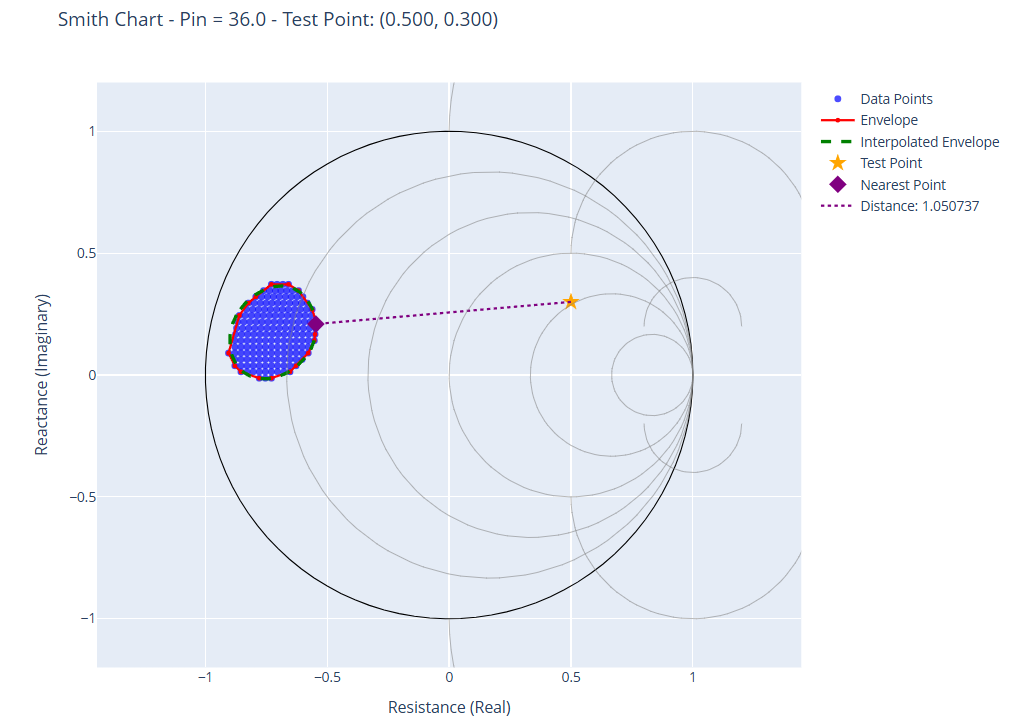 Smith Chart - Pin = 36.0 - Test Point: (0.500, 0.300)
Data Points
Envelope
Interpolated Envelope
Test Point
Nearest Point
Distance: 1.050737
Reactance (Imaginary)
1
0.5
0
−0.5
−1
−1
−0.5
0
0.5
1
Resistance (Real)